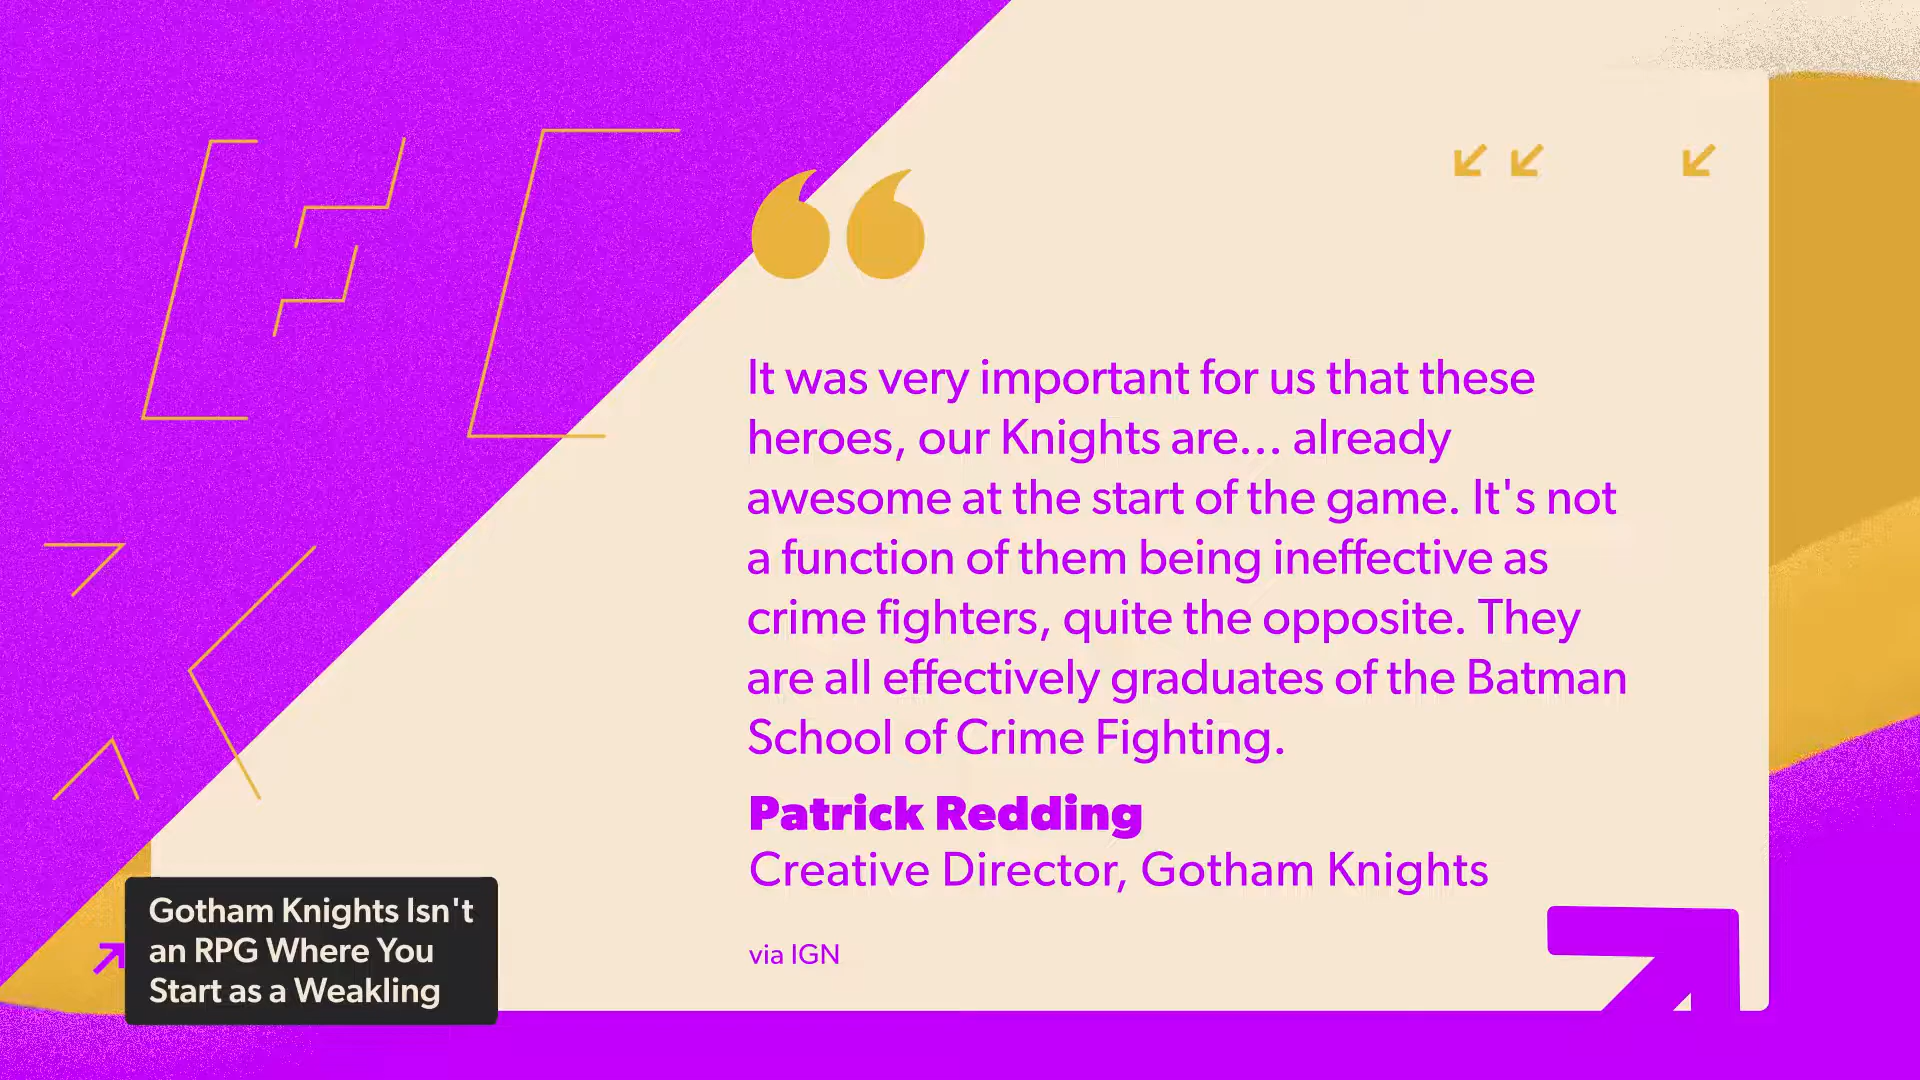 It was very important for us that these
heroes, our Knights are... already
awesome at the start of the game. It's not
a function of them being ineffective as
crime fighters, quite the opposite. They
are all effectively graduates of the Batman
School of Crime Fighting.
Patrick Redding
Creative Director, Gotham Knights
via IGN
Gotham Knights Isn't
an RPG Where You
Start as a Weakling